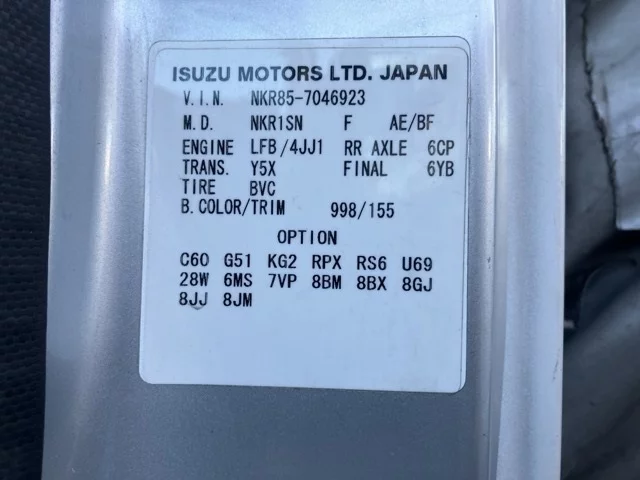 ISUZU MOTORS LTD. JAPAN
V.I.N. NKR85-7046923
M.D. NKR1SN F AE/BF
ENGINE LFB/4JJ1 RR AXLE 6CP
TRANS. Y5X FINAL 6YB
TIRE BVC
B.COLOR/TRIM 998/155
OPTION
C60 G51 KG2 RPX RS6 U69
28W 6MS 7VP 8BM 8BX 8GJ
8JJ 8JM